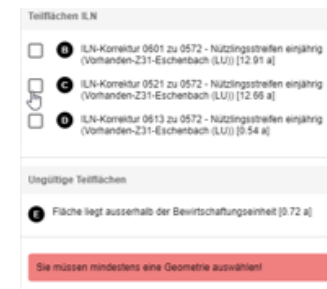 Teilflächen ILN
B ILN-Korrektur 0601 zu 0572 - Nützlingsstreifen einjährig
(Vorhanden-Z31-Eschenbach (LU)) [12.91 a]
C ILN-Korrektur 0521 zu 0572 - Nützlingsstreifen einjährig
(Vorhanden-Z31-Eschenbach (LU)) [12.66 a]
D ILN-Korrektur 0613 zu 0572 - Nützlingsstreifen einjährig
(Vorhanden-Z31-Eschenbach (LU)) [0.54 a]
Ungültige Teilflächen
E Fläche liegt ausserhalb der Bewirtschaftungseinheit [0.72 a]
Sie müssen mindestens eine Geometrie auswählen!